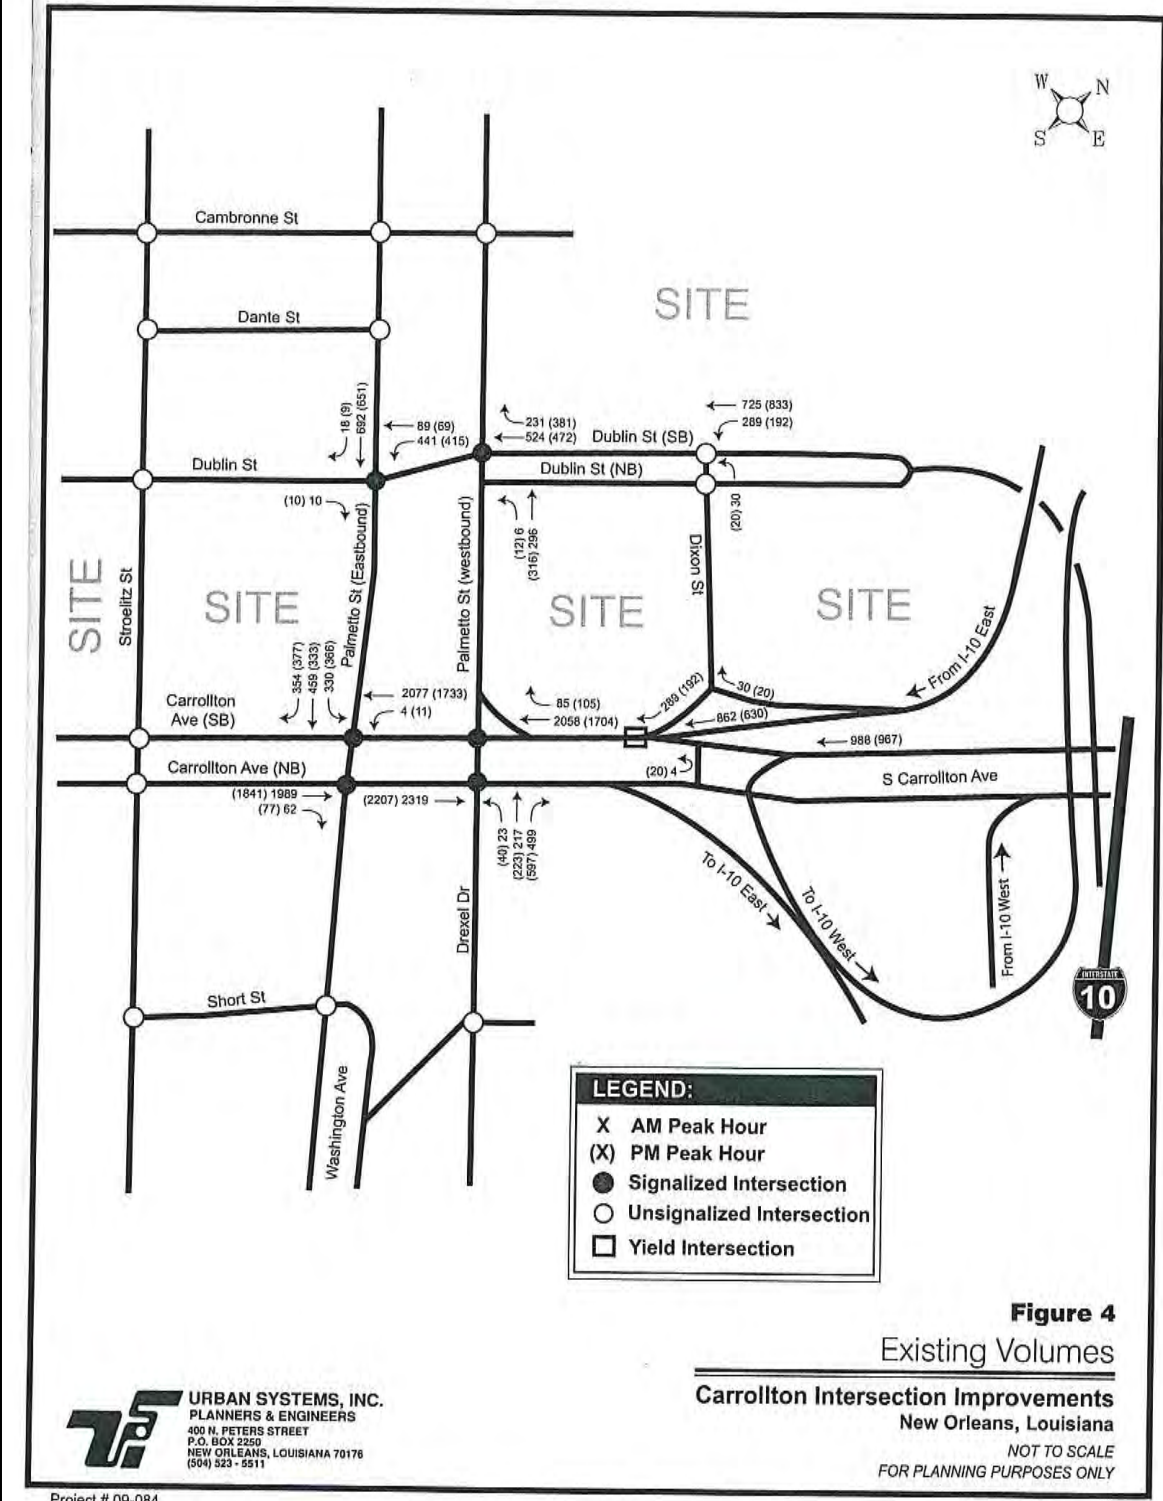 W
N
S
E
Cambronne St
SITE
Dante St
18 (9)
692 (651)
89 (69)
441 (415)
231 (381)
524 (472)
Dublin St (SB)
725 (833)
289 (192)
Dublin St
Dublin St (NB)
(10) 10
(12) 6
(316) 296
(20) 30
SITE
Stroelitz St
SITE
Palmetto St (Eastbound)
Palmetto St (westbound)
SITE
Dixon St
SITE
From I-10 East
354 (377)
459 (333)
330 (366)
Carrollton
Ave (SB)
2077 (1733)
4 (11)
85 (105)
2058 (1704)
289 (192)
30 (20)
862 (630)
988 (967)
Carrollton Ave (NB)
(20) 4
S Carrollton Ave
(1841) 1989
(77) 62
(2207) 2319
(40) 23
(223) 217
(597) 499
To I-10 East
To I-10 West
From I-10 West
Drexel Dr
INTERSTATE
10
Short St
Washington Ave
LEGEND:
X AM Peak Hour
(X) PM Peak Hour
Signalized Intersection
Unsignalized Intersection
Yield Intersection
Figure 4
Existing Volumes
Carrollton Intersection Improvements
New Orleans, Louisiana
NOT TO SCALE
FOR PLANNING PURPOSES ONLY
URBAN SYSTEMS, INC.
PLANNERS & ENGINEERS
400 N. PETERS STREET
P.O. BOX 2250
NEW ORLEANS, LOUISIANA 70176
(504) 523 - 5511
Project # 09-084